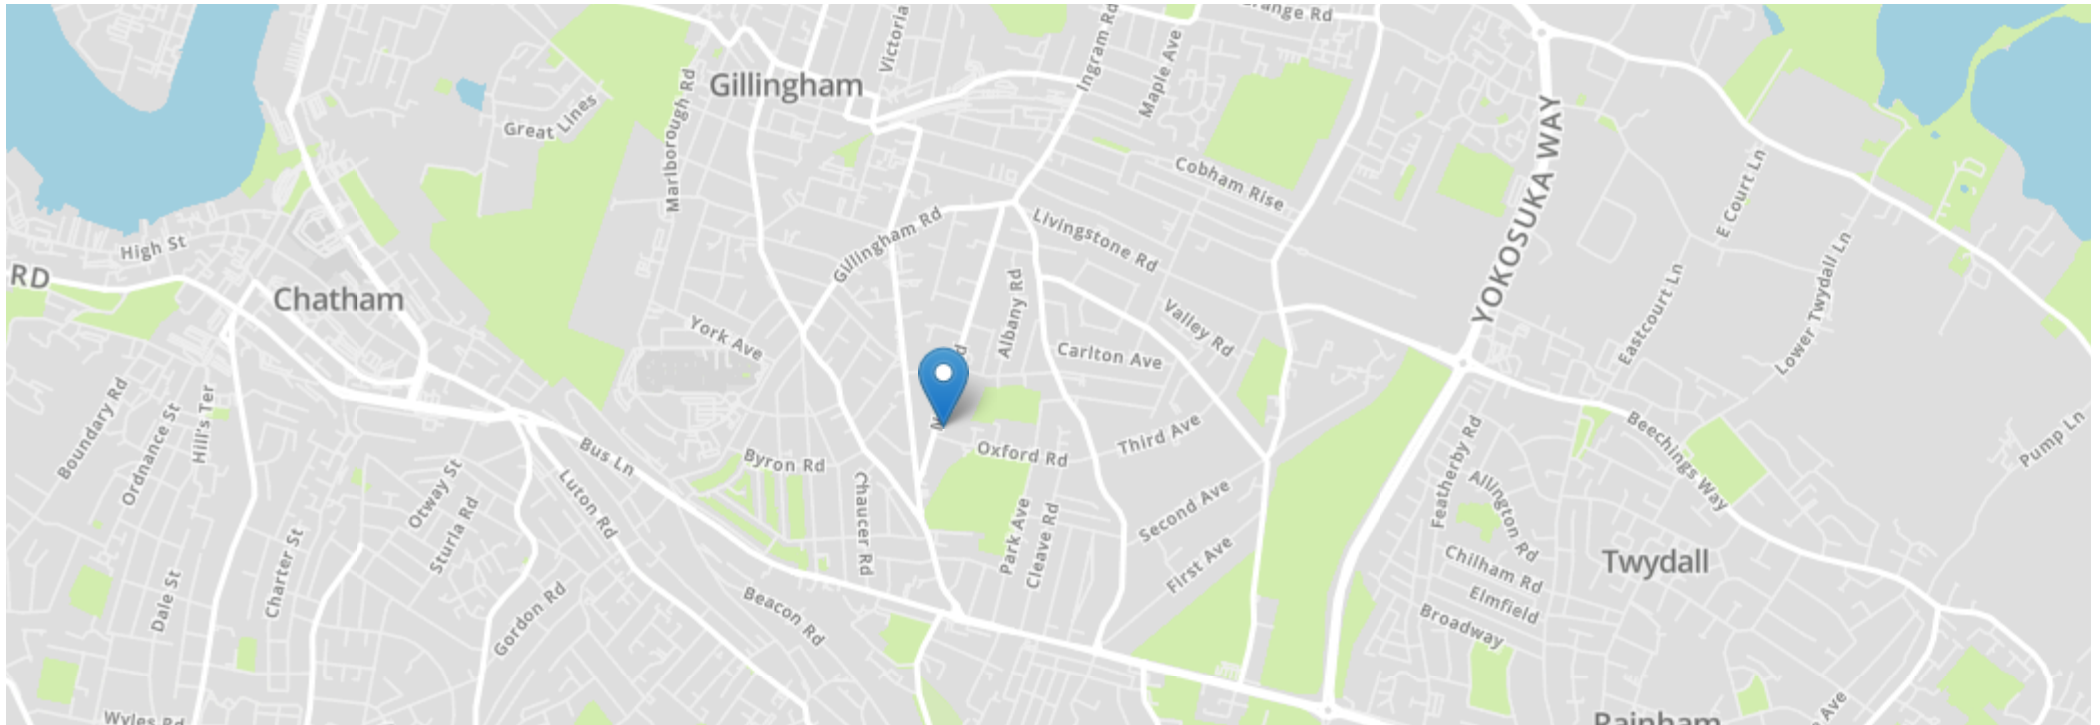 Victoria
Ingram Rd
Maple Ave
Grange Rd
Gillingham
Marlborough Rd
Great Lines
Cobham Rise
YOKOSUKA WAY
E Court Ln
Lower Twydall Ln
Eastcourt Ln
High St
RD
Chatham
Gillingham Rd
Livingstone Rd
Albany Rd
Valley Rd
York Ave
Carlton Ave
Boundary Rd
Ordnance St
Hill's Ter
Bus Ln
Byron Rd
Oxford Rd
Third Ave
Beechings Way
Pump Ln
Otway St
Sturla Rd
Luton Rd
Chaucer Rd
Park Ave
Cleave Rd
Second Ave
First Ave
Featherby Rd
Allington Rd
Chilham Rd
Elmfield
Broadway
Twydall
Dale St
Charter St
Gordon Rd
Beacon Rd
Wyles Rd
Rainham
Ave